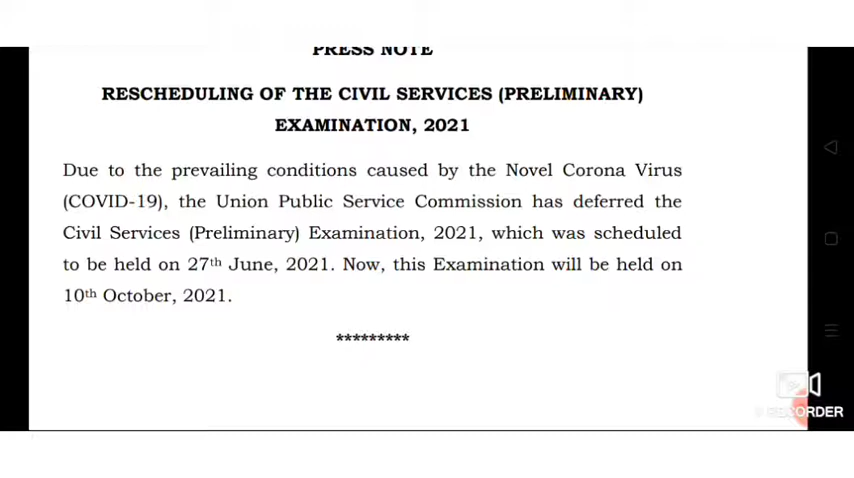 PRESS NOTE
RESCHEDULING OF THE CIVIL SERVICES (PRELIMINARY)
EXAMINATION, 2021
Due to the prevailing conditions caused by the Novel Corona Virus
(COVID-19), the Union Public Service Commission has deferred the
Civil Services (Preliminary) Examination, 2021, which was scheduled
to be held on 27th June, 2021. Now, this Examination will be held on
10th October, 2021.
*********
RECORDER